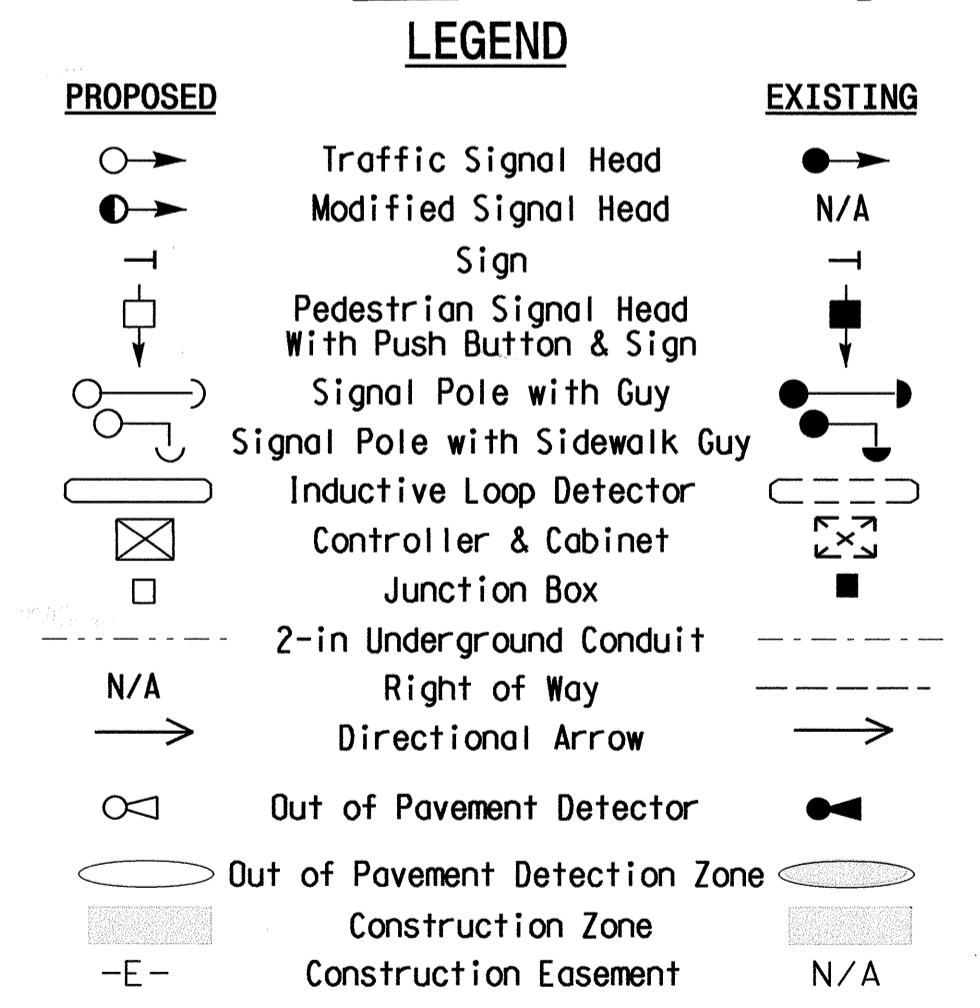 LEGEND
PROPOSED EXISTING
Traffic Signal Head
Modified Signal Head N/A
Sign
Pedestrian Signal Head
With Push Button & Sign
Signal Pole with Guy
Signal Pole with Sidewalk Guy
Inductive Loop Detector
Controller & Cabinet
Junction Box
2-in Underground Conduit
N/A Right of Way
Directional Arrow
Out of Pavement Detector
Out of Pavement Detection Zone
Construction Zone
-E- Construction Easement N/A